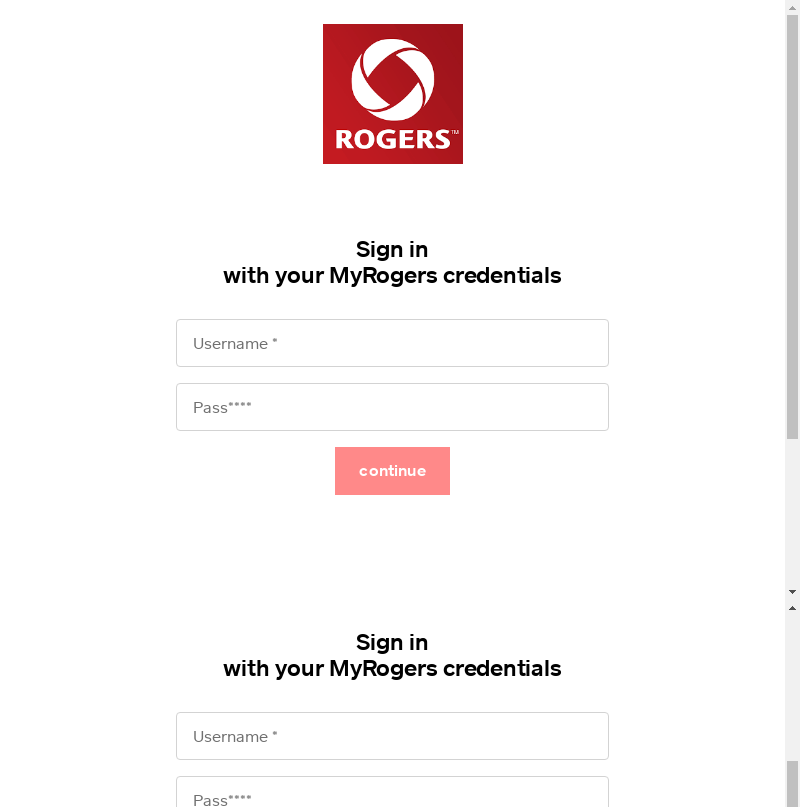 ROGERS™
Sign in
with your MyRogers credentials
Username *
Pass****
continue
Sign in
with your MyRogers credentials
Username *
Pass****